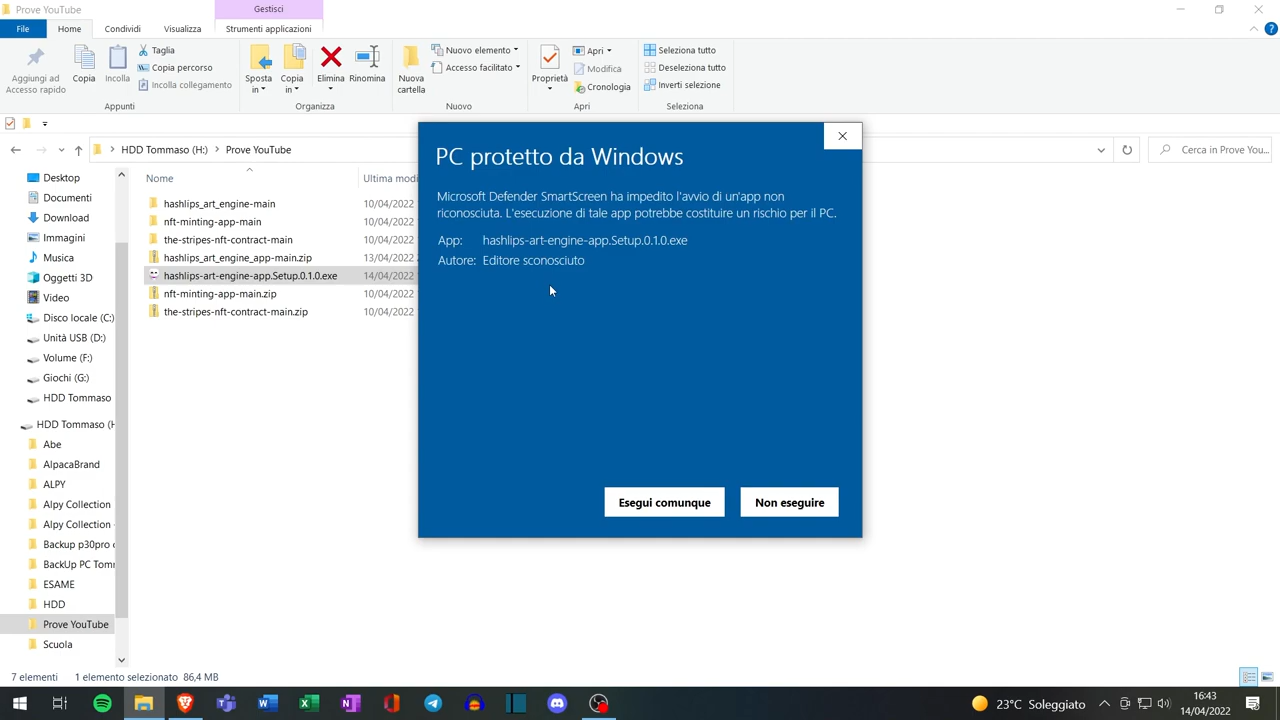 Prove YouTube
Gestisci
File
Home
Condividi
Visualizza
Strumenti applicazioni
Aggiungi ad
Accesso rapido
Copia
Incolla
Taglia
Copia percorso
Incolla collegamento
Appunti
Sposta
in
Copia
in
Elimina
Rinomina
Organizza
Nuova
cartella
Nuovo elemento
Accesso facilitato
Nuovo
Proprietà
Apri
Modifica
Cronologia
Apri
Seleziona tutto
Deseleziona tutto
Inverti selezione
Seleziona
HDD Tommaso (H:)
Prove YouTube
Cerca in Prove You...
Desktop
Documenti
Download
Immagini
Musica
Oggetti 3D
Video
Disco locale (C:)
Unità USB (D:)
Volume (F:)
Giochi (G:)
HDD Tommaso
HDD Tommaso (H
Abe
AlpacaBrand
ALPY
Alpy Collection
Alpy Collection -
Backup p30pro c
BackUp PC Tomr
ESAME
HDD
Prove YouTube
Scuola
Nome
Ultima modi
hashlips_art_engine-main 10/04/2022
nft-minting-app-main 10/04/2022
the-stripes-nft-contract-main 10/04/2022
hashlips_art_engine_app-main.zip 13/04/2022
hashlips-art-engine-app.Setup.0.1.0.exe 14/04/2022
nft-minting-app-main.zip 10/04/2022
the-stripes-nft-contract-main.zip 10/04/2022
PC protetto da Windows
Microsoft Defender SmartScreen ha impedito l'avvio di un'app non
riconosciuta. L'esecuzione di tale app potrebbe costituire un rischio per il PC.
App: hashlips-art-engine-app.Setup.0.1.0.exe
Autore: Editore sconosciuto
Esegui comunque
Non eseguire
7 elementi
1 elemento selezionato 86,4 MB
23°C Soleggiato
16:43
14/04/2022